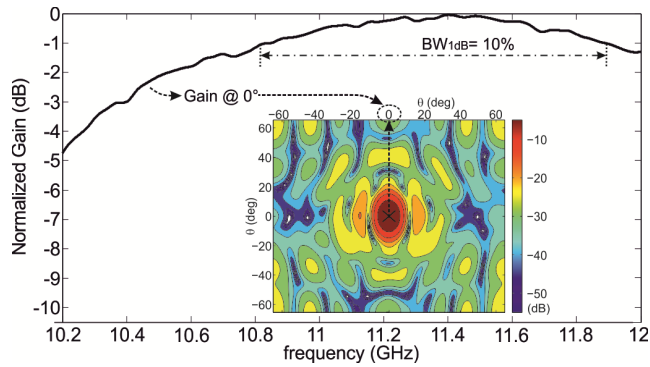 0
-1
-2
-3
-4
-5
-6
-7
-8
-9
-10
Normalized Gain (dB)
BW1dB= 10%
Gain @ 0°
θ (deg)
-60 -40 -20 0 20 40 60
60
40
20
0
-20
-40
-60
θ (deg)
-10
-20
-30
-40
-50
(dB)
10.2 10.4 10.6 10.8 11 11.2 11.4 11.6 11.8 12
frequency (GHz)